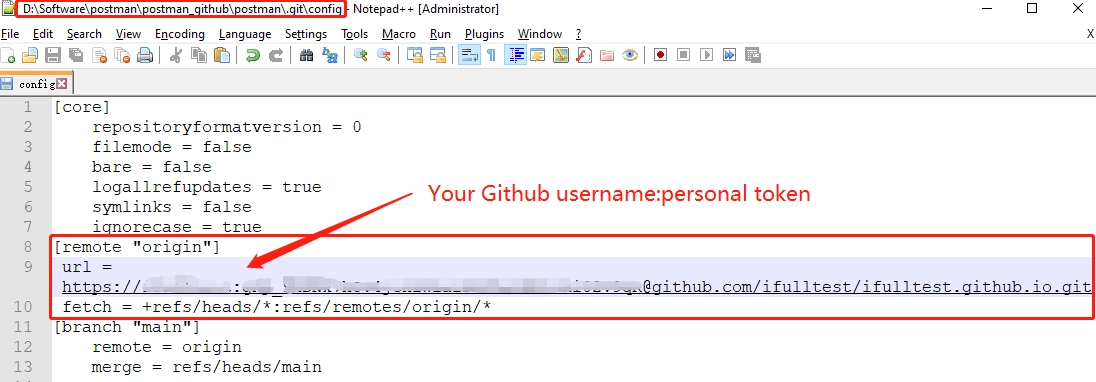 D:\Software\postman\postman_github\postman\.git\config - Notepad++ [Administrator]
File Edit Search View Encoding Language Settings Tools Macro Run Plugins Window ? X
config
1 [core]
2 repositoryformatversion = 0
3 filemode = false
4 bare = false
5 logallrefupdates = true
Your Github username:personal token
6 symlinks = false
7 ignorecase = true
8 [remote "origin"]
9 url =
https:// @github.com/ifulltest/ifulltest.github.io.git
10 fetch = +refs/heads/*:refs/remotes/origin/*
11 [branch "main"]
12 remote = origin
13 merge = refs/heads/main